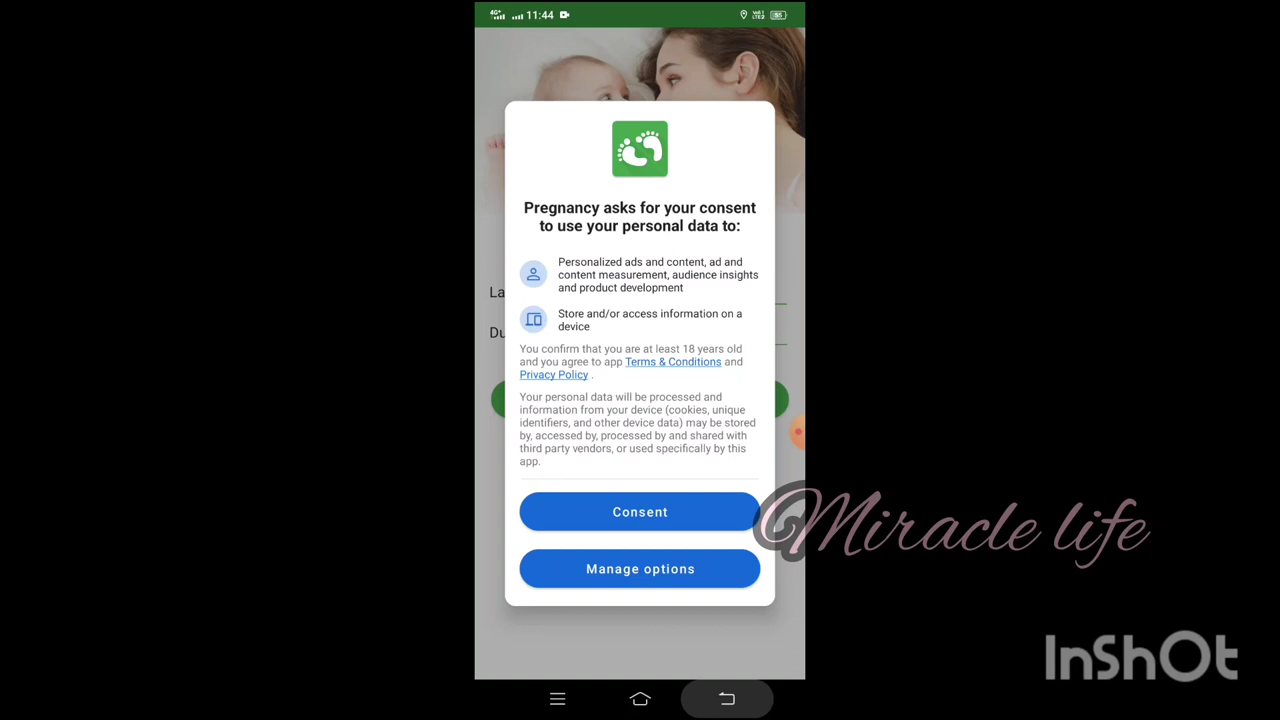 4G+ 11:44 VoLTE2 55
Pregnancy asks for your consent
to use your personal data to:
Personalized ads and content, ad and
content measurement, audience insights
and product development
Store and/or access information on a
device
La
Du
You confirm that you are at least 18 years old
and you agree to app Terms & Conditions and
Privacy Policy .
Your personal data will be processed and
information from your device (cookies, unique
identifiers, and other device data) may be stored
by, accessed by, processed by and shared with
third party vendors, or used specifically by this
app.
Consent
Manage options
Miracle life
InShOt